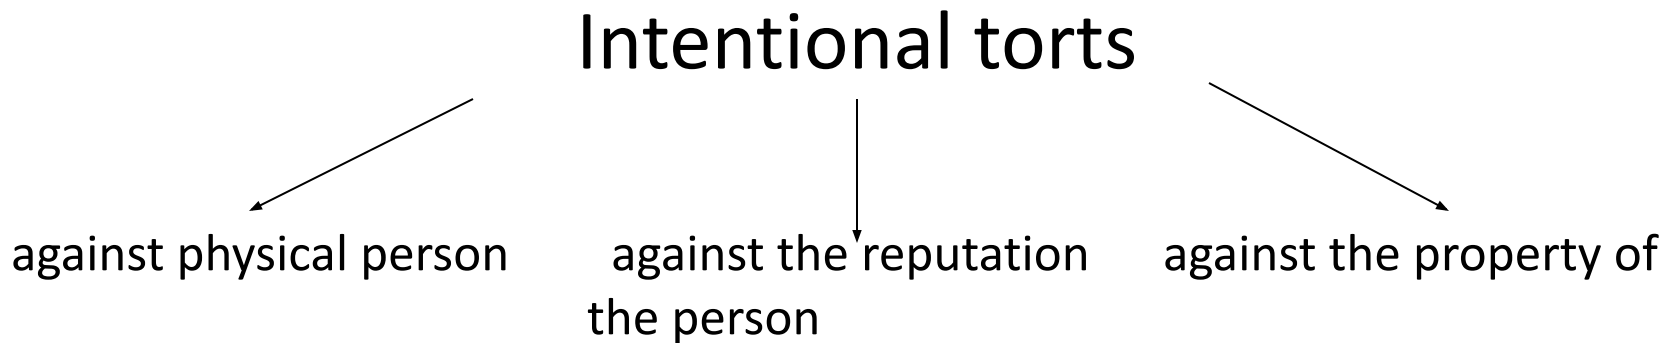 Intentional torts
against physical person against the reputation against the property of
the person